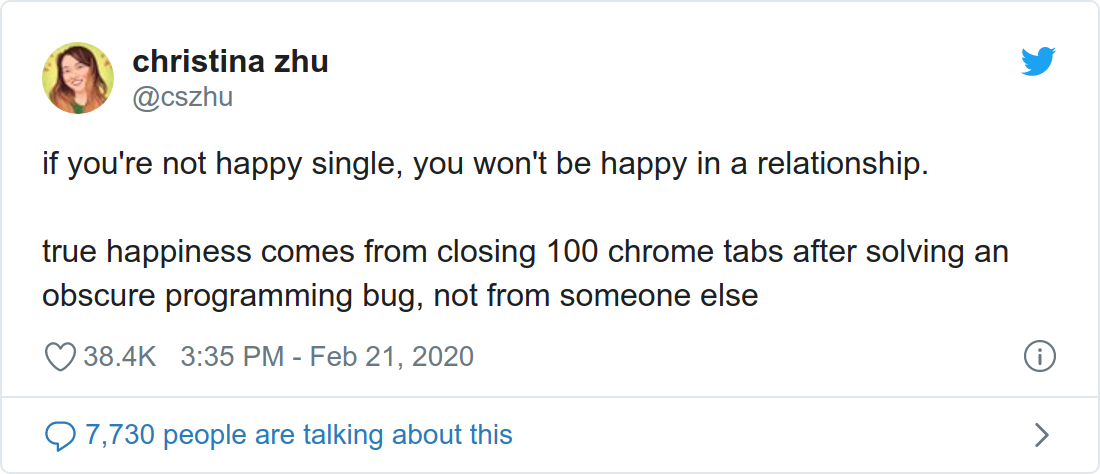 christina zhu
@cszhu
if you're not happy single, you won't be happy in a relationship.
true happiness comes from closing 100 chrome tabs after solving an
obscure programming bug, not from someone else
38.4K 3:35 PM - Feb 21, 2020
7,730 people are talking about this